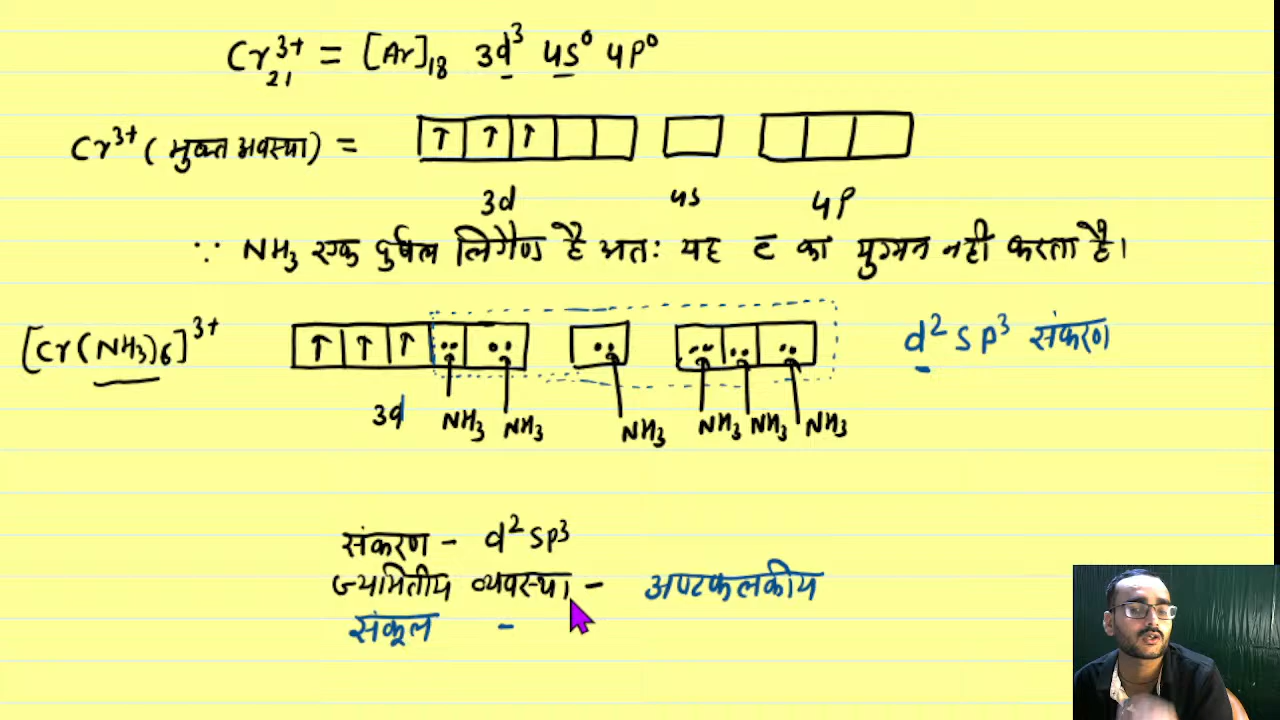 Cr³⁺₂₁ = [Ar]₁₈ 3d³ 4s⁰ 4p⁰
Cr³⁺ (मुक्त अवस्था) = ↑ ↑ ↑
3d 4s 4p
∵ NH₃ एक दुर्बल लिगैण्ड है अतः यह e̅ का युग्मन नही करता है।
[Cr(NH₃)₆]³⁺ ↑ ↑ ↑ d²sp³ संकरण
3d NH₃ NH₃ NH₃ NH₃ NH₃ NH₃
संकरण - d²sp³
ज्यामितीय व्यवस्था - अष्टफलकीय
संकूल -